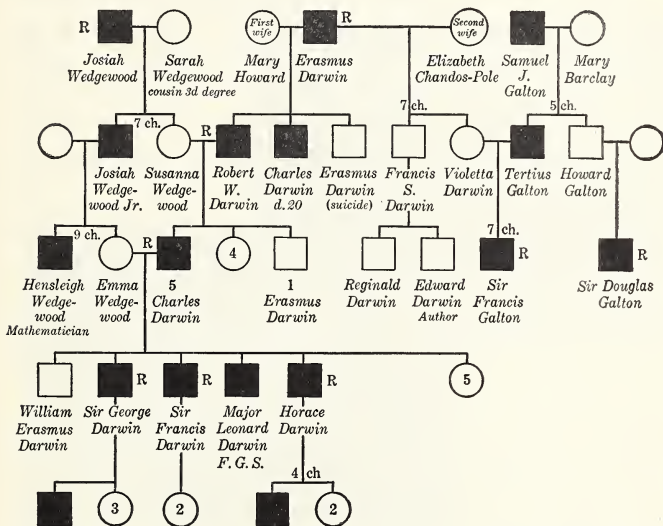 R
Josiah
Wedgewood
Sarah
Wedgewood
cousin 3d degree
First
wife
Mary
Howard
R
Erasmus
Darwin
Second
wife
Elizabeth
Chandos-Pole
Samuel
J.
Galton
Mary
Barclay
7 ch.
7 ch.
5 ch.
Josiah
Wedge-
wood Jr.
Susanna
Wedge-
wood
R
Robert
W.
Darwin
Charles
Darwin
d.20
Erasmus
Darwin
(suicide)
Francis
S.
Darwin
Violetta
Darwin
Tertius
Galton
Howard
Galton
9 ch.
7 ch.
Hensleigh
Wedge-
wood
Mathematician
Emma
Wedge-
wood
R
5
Charles
Darwin
4
1
Erasmus
Darwin
Reginald
Darwin
Edward
Darwin
Author
R
Sir
Francis
Galton
R
Sir Douglas
Galton
William
Erasmus
Darwin
R
Sir George
Darwin
R
Sir
Francis
Darwin
Major
Leonard
Darwin
F. G. S.
R
Horace
Darwin
5
4 ch
3
2
2